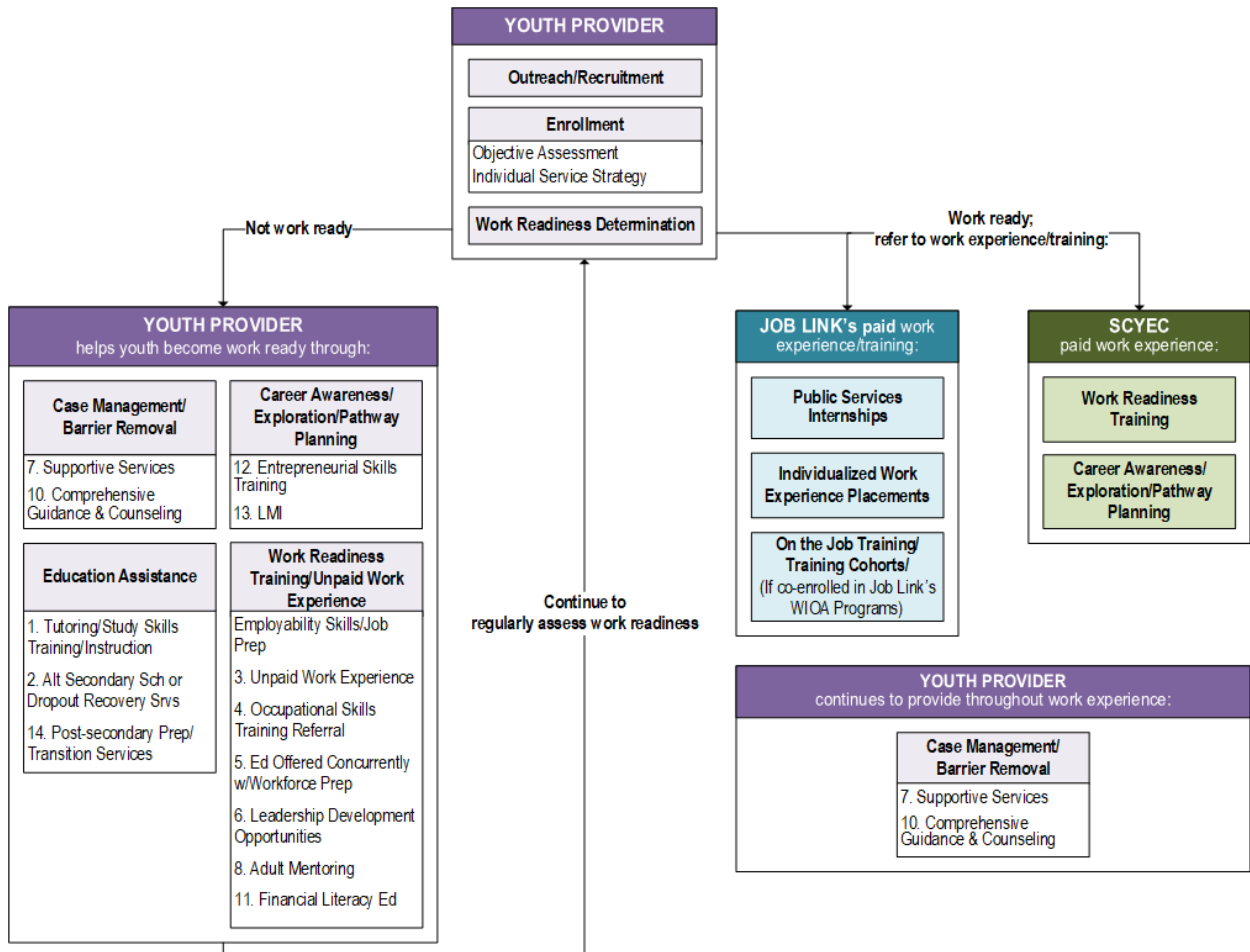 YOUTH PROVIDER
Outreach/Recruitment
Enrollment
Objective Assessment
Individual Service Strategy
Work Readiness Determination
Not work ready
Work ready;
refer to work experience/training:
YOUTH PROVIDER
helps youth become work ready through:
Case Management/
Barrier Removal
7. Supportive Services
10. Comprehensive
Guidance & Counseling
Career Awareness/
Exploration/Pathway
Planning
12. Entrepreneurial Skills
Training
13. LMI
Education Assistance
1. Tutoring/Study Skills
Training/Instruction
2. Alt Secondary Sch or
Dropout Recovery Srvs
14. Post-secondary Prep/
Transition Services
Work Readiness
Training/Unpaid Work
Experience
Employability Skills/Job
Prep
3. Unpaid Work Experience
4. Occupational Skills
Training Referral
5. Ed Offered Concurrently
w/Workforce Prep
6. Leadership Development
Opportunities
8. Adult Mentoring
11. Financial Literacy Ed
Continue to
regularly assess work readiness
JOB LINK's paid work
experience/training:
Public Services
Internships
Individualized Work
Experience Placements
On the Job Training/
Training Cohorts/
(If co-enrolled in Job Link's
WIOA Programs)
SCYEC
paid work experience:
Work Readiness
Training
Career Awareness/
Exploration/Pathway
Planning
YOUTH PROVIDER
continues to provide throughout work experience:
Case Management/
Barrier Removal
7. Supportive Services
10. Comprehensive
Guidance & Counseling